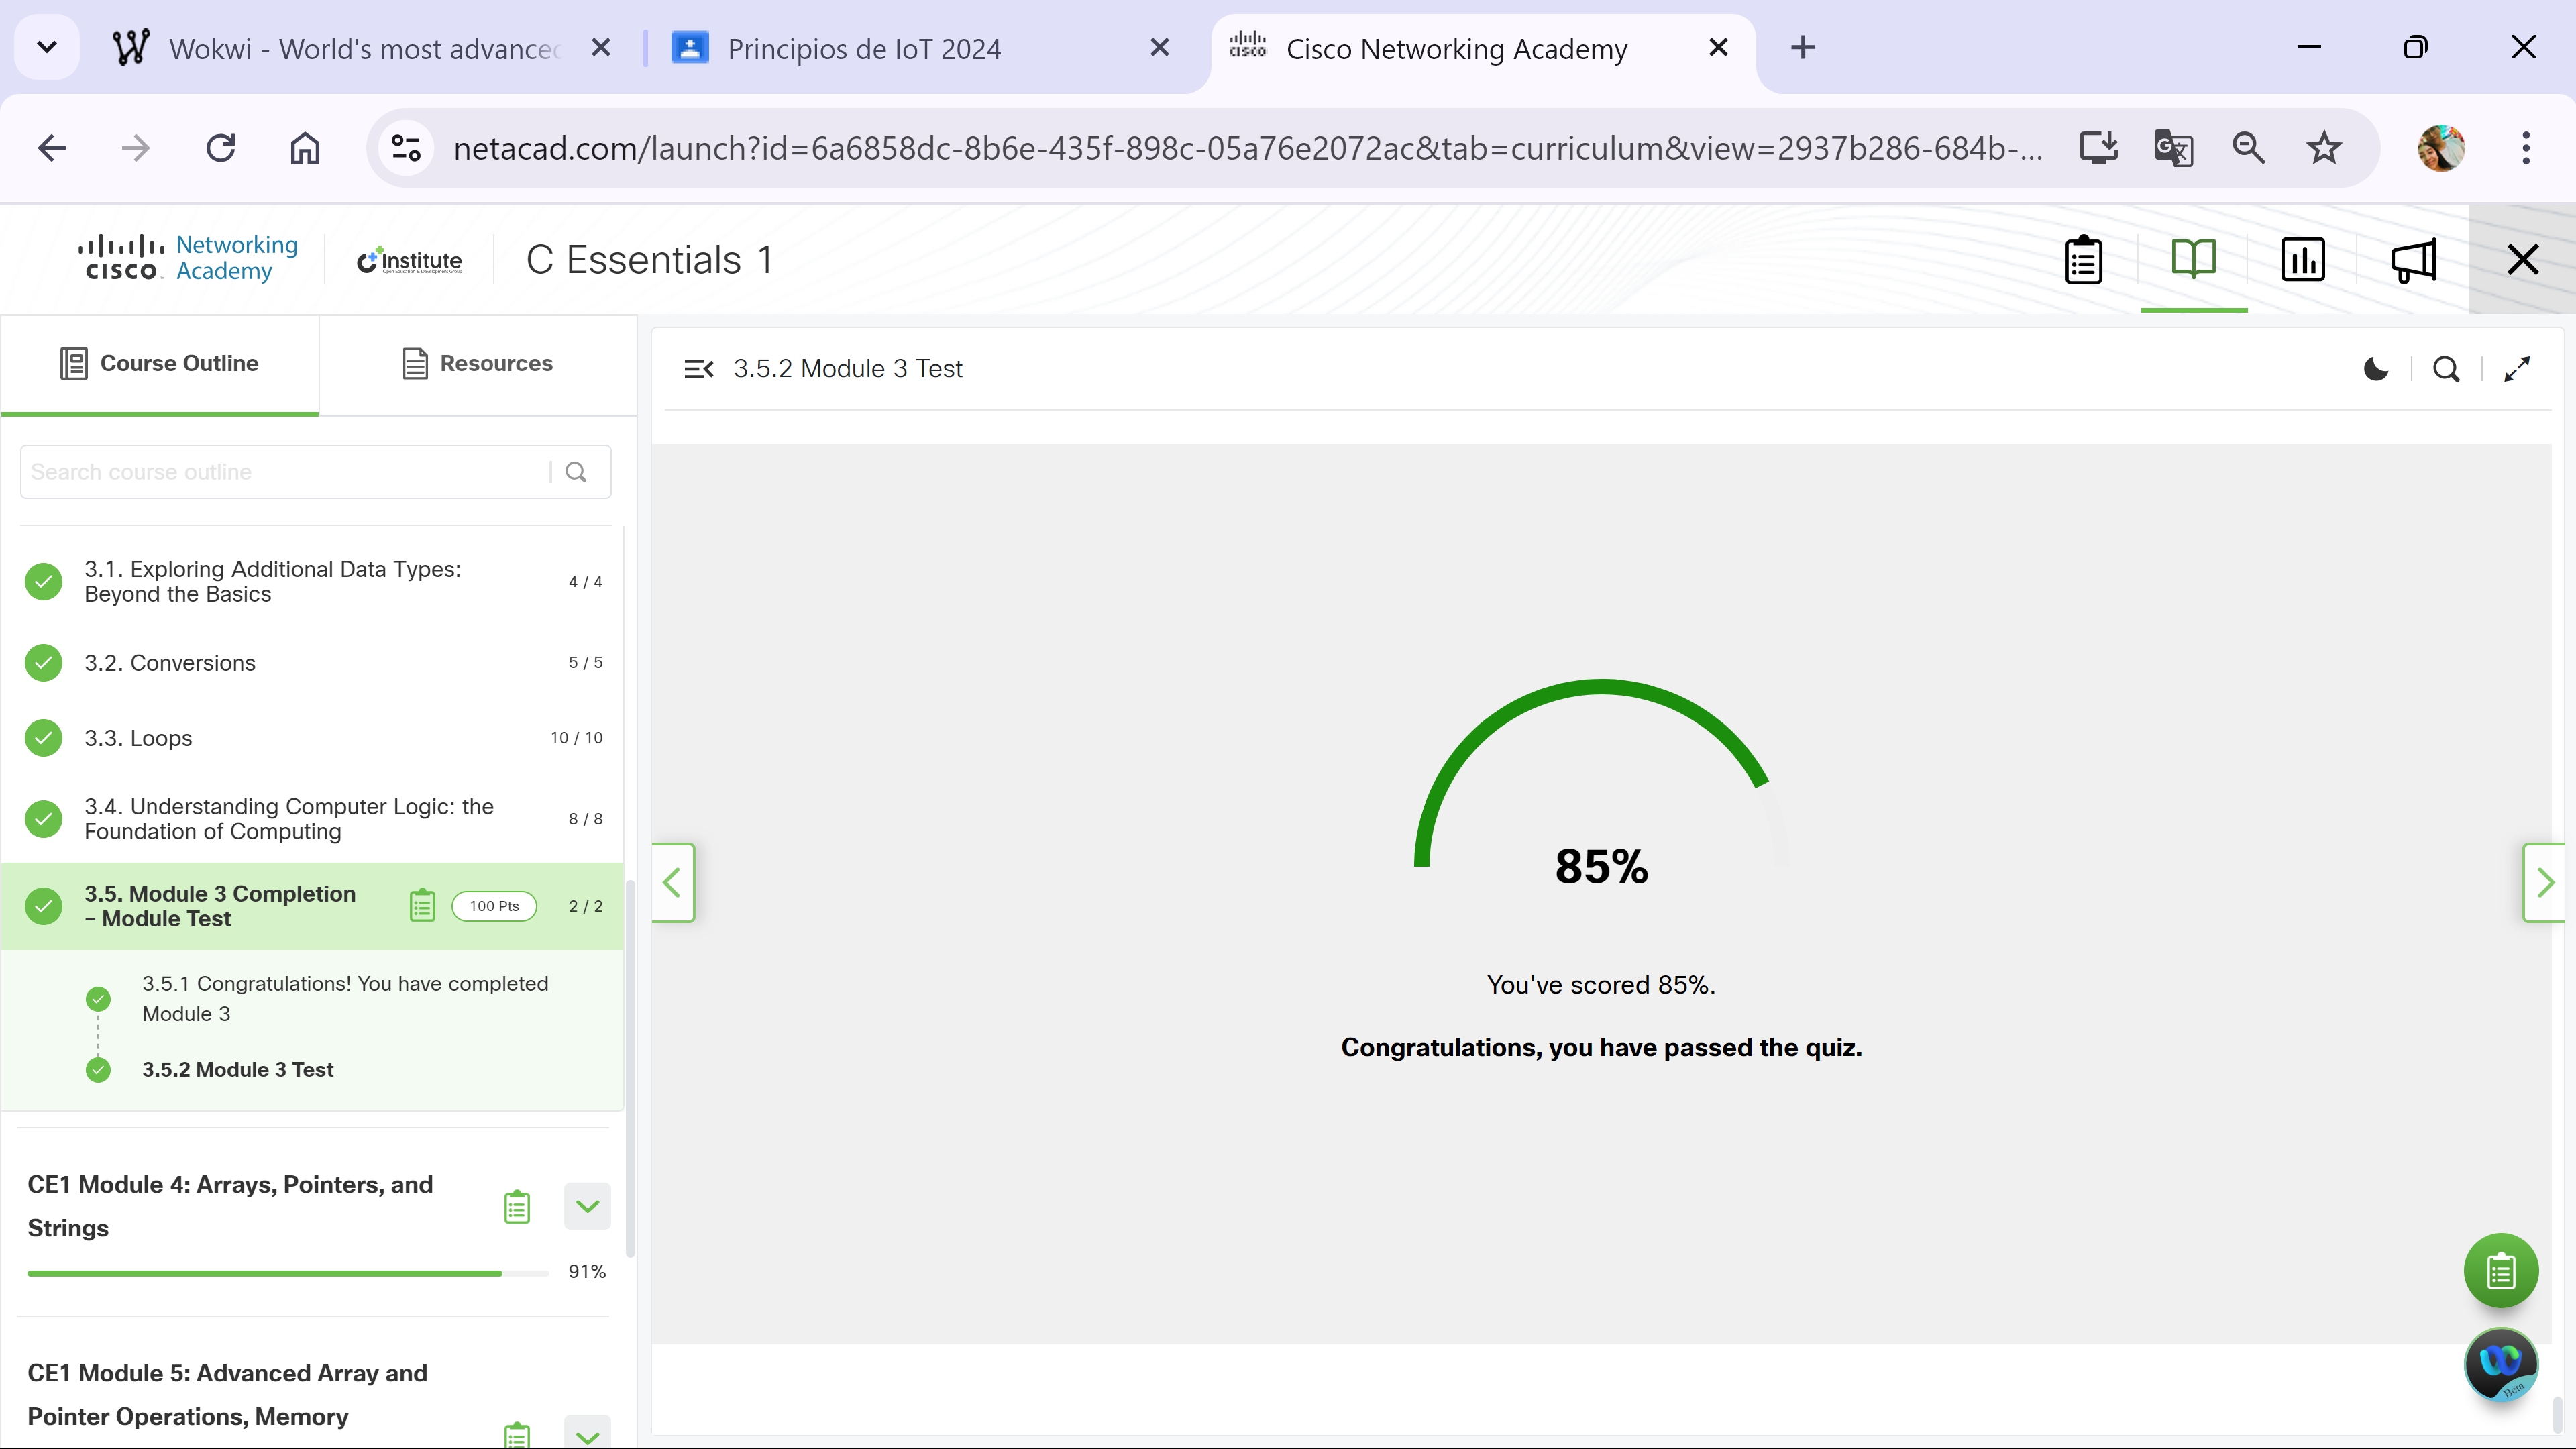 Wokwi - World's most advanced
Principios de IoT 2024
Cisco Networking Academy
netacad.com/launch?id=6a6858dc-8b6e-435f-898c-05a76e2072ac&tab=curriculum&view=2937b286-684b-...
CISCO Networking Academy
C++ Institute
Open Education & Development Group
C Essentials 1
Course Outline
Resources
3.5.2 Module 3 Test
Search course outline
3.1. Exploring Additional Data Types:
Beyond the Basics
4 / 4
3.2. Conversions
5 / 5
3.3. Loops
10 / 10
3.4. Understanding Computer Logic: the
Foundation of Computing
8 / 8
3.5. Module 3 Completion
– Module Test
100 Pts
2 / 2
3.5.1 Congratulations! You have completed
Module 3
3.5.2 Module 3 Test
CE1 Module 4: Arrays, Pointers, and
Strings
91%
CE1 Module 5: Advanced Array and
Pointer Operations, Memory
85%
You've scored 85%.
Congratulations, you have passed the quiz.
Beta